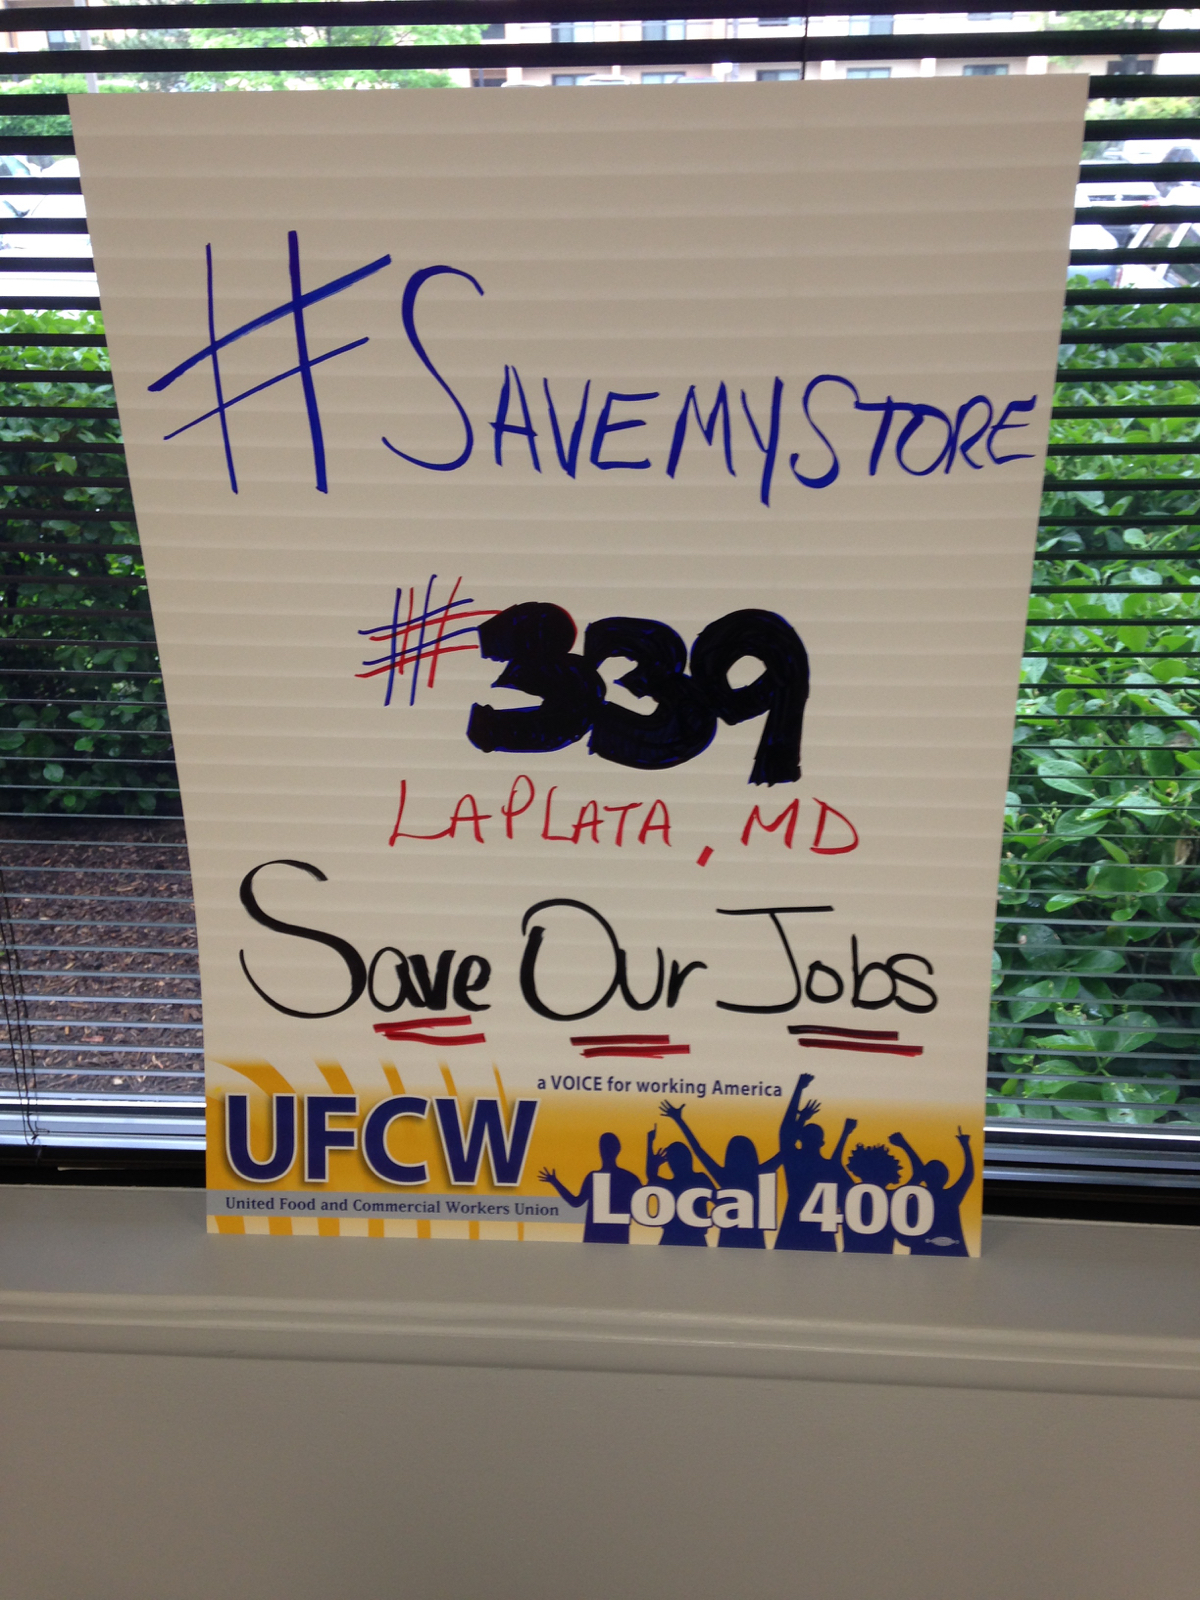 #SAVEMYSTORE
#339
LAPLATA, MD
Save Our Jobs
a VOICE for working America
UFCW
United Food and Commercial Workers Union
Local 400